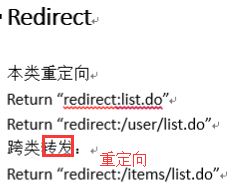 Redirect
本类重定向
Return “redirect:list.do”
Return “redirect:/user/list.do”
跨类转发：
重定向
Return “redirect:/items/list.do”